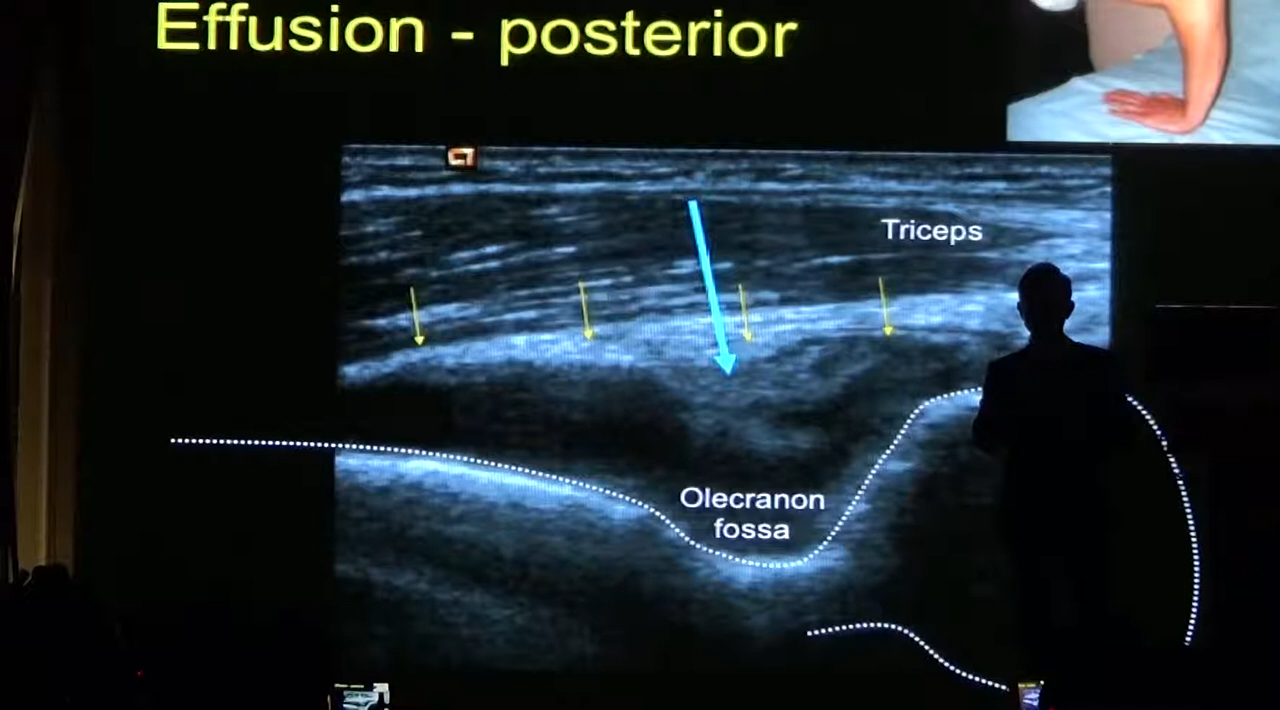 Effusion - posterior
Triceps
Olecranon
fossa